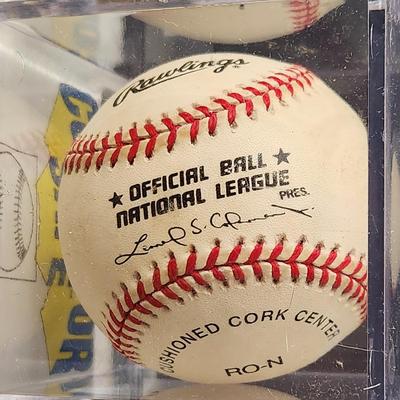 Rawlings
★ OFFICIAL BALL ★
NATIONAL LEAGUE
PRES.
CUSHIONED CORK CENTER
RO-N